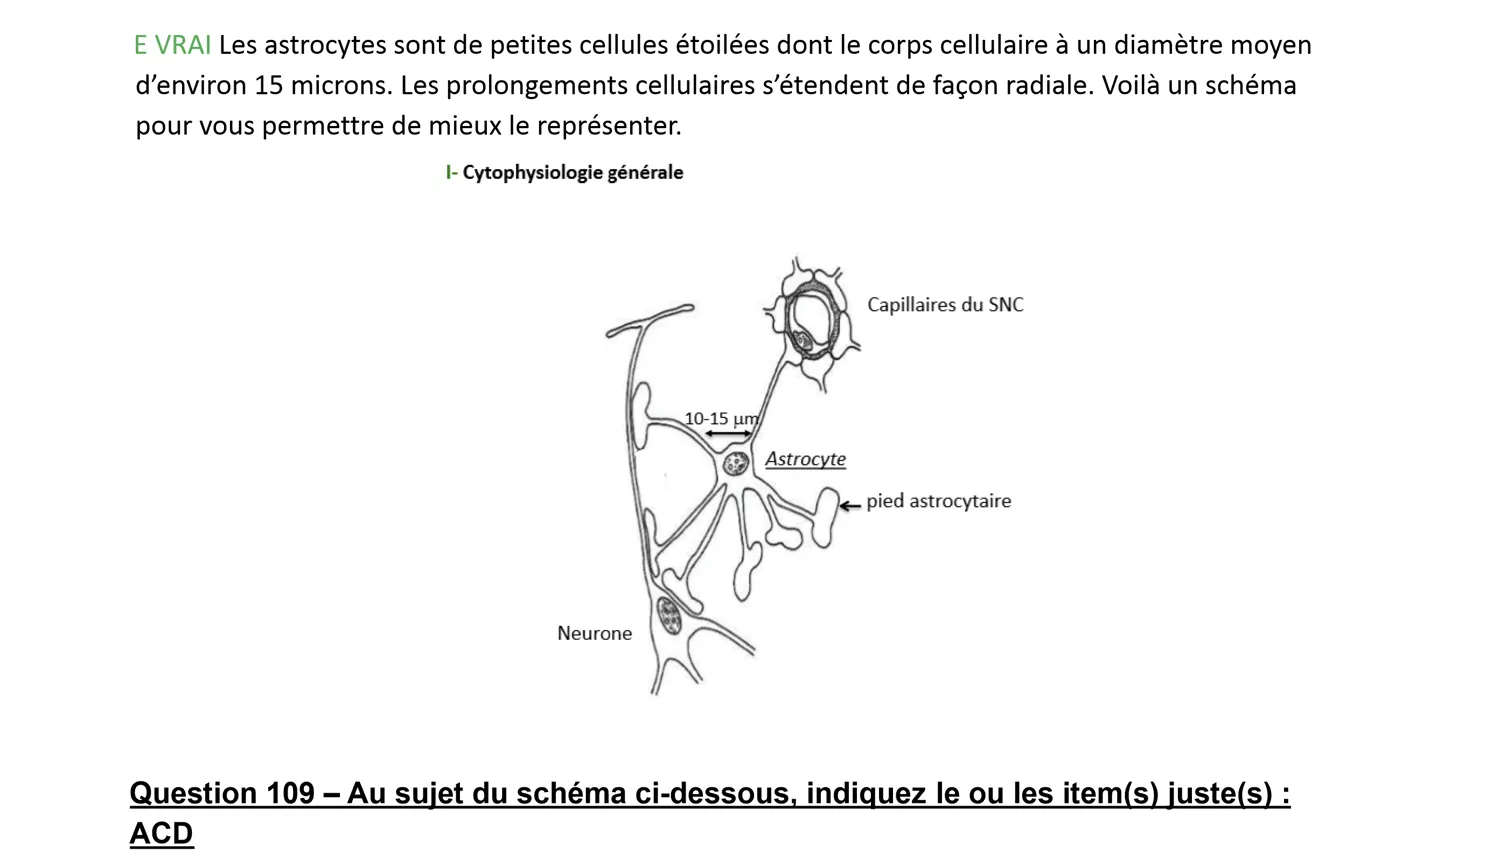 E VRAI Les astrocytes sont de petites cellules étoilées dont le corps cellulaire à un diamètre moyen
d’environ 15 microns. Les prolongements cellulaires s’étendent de façon radiale. Voilà un schéma
pour vous permettre de mieux le représenter.
I- Cytophysiologie générale
Capillaires du SNC
10-15 µm
Astrocyte
pied astrocytaire
Neurone
Question 109 – Au sujet du schéma ci-dessous, indiquez le ou les item(s) juste(s) :
ACD